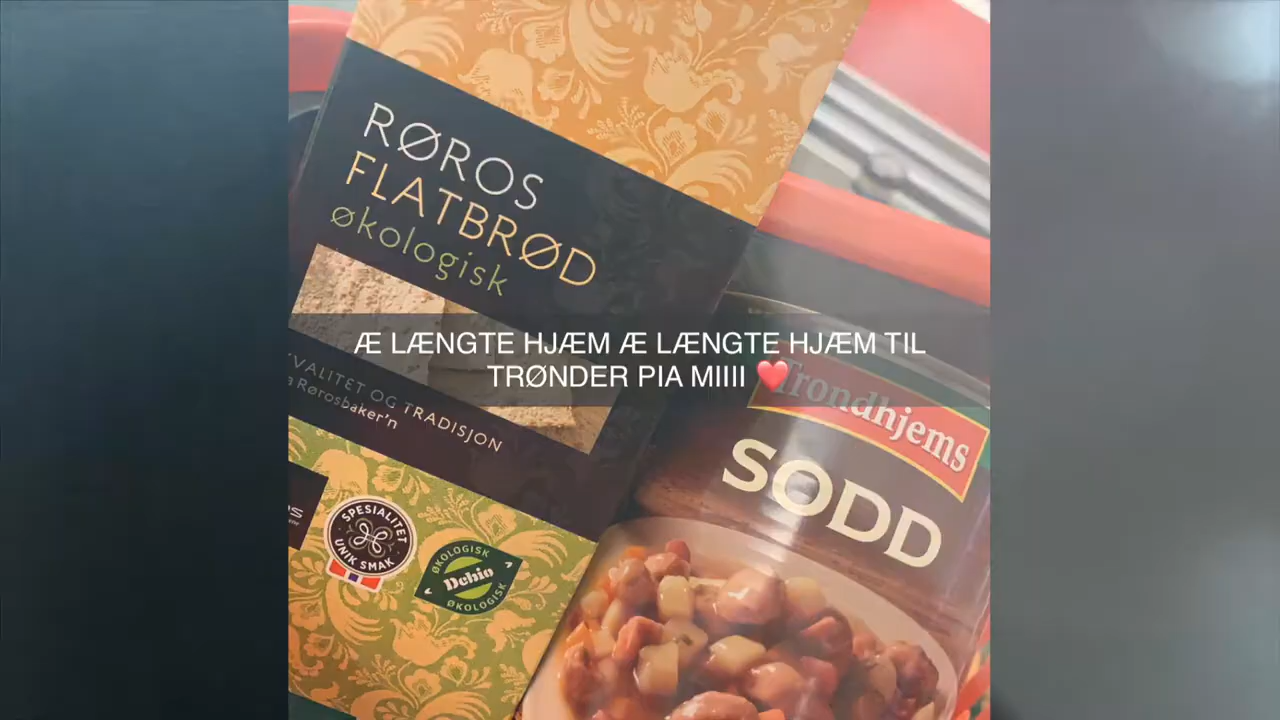 RØROS
FLATBRØD
økologisk
Æ LÆNGTE HJÆM Æ LÆNGTE HJÆM TIL
TRØNDER PIA MIIII ❤️
KVALITET OG TRADISJON
Rørosbaker'n
Trondhjems
SODD
SPESIALITET
UNIK SMAK
ØKOLOGISK
Debio
ØKOLOGISK